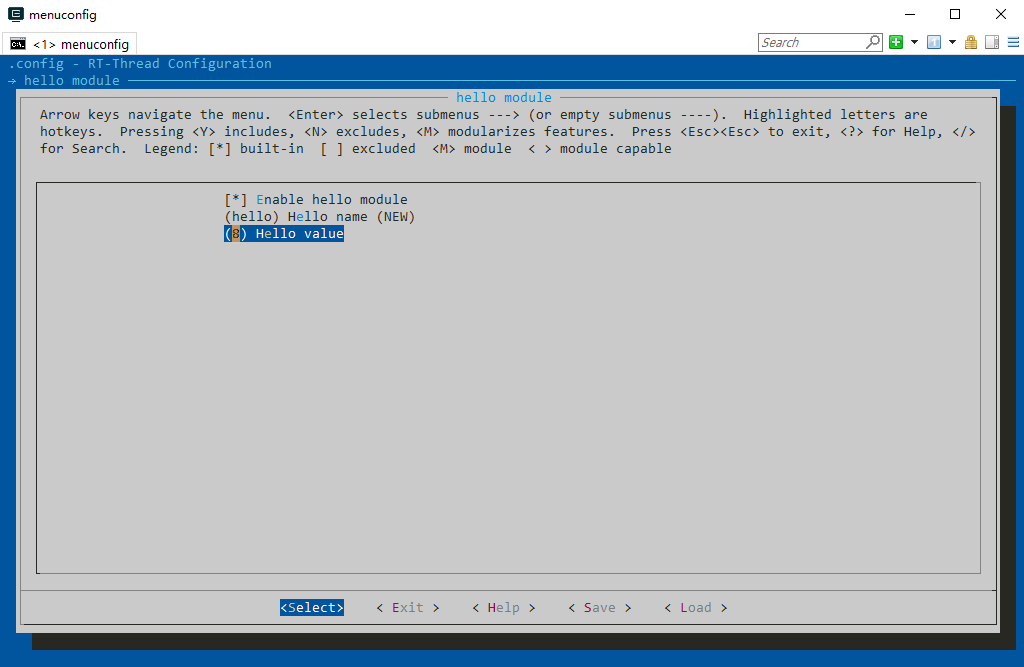 menuconfig
<1> menuconfig
Search
.config - RT-Thread Configuration
→ hello module
hello module
Arrow keys navigate the menu.  <Enter> selects submenus ---> (or empty submenus ----).  Highlighted letters are
hotkeys.  Pressing <Y> includes, <N> excludes, <M> modularizes features.  Press <Esc><Esc> to exit, <?> for Help, </>
for Search.  Legend: [*] built-in  [ ] excluded  <M> module  < > module capable
[*] Enable hello module
(hello) Hello name (NEW)
(8) Hello value
<Select>    < Exit >    < Help >    < Save >    < Load >